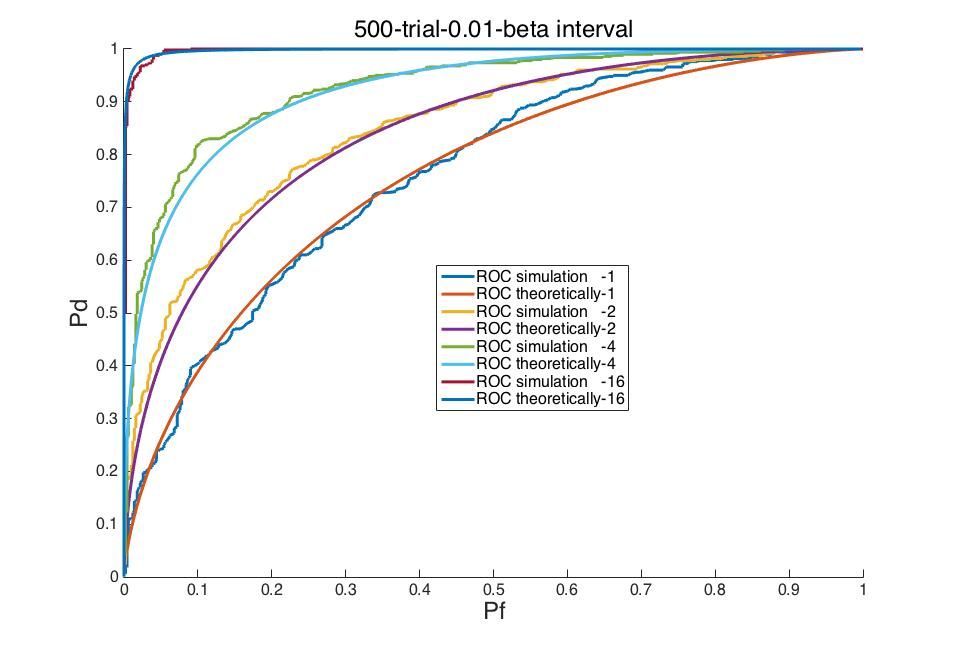 500-trial-0.01-beta interval
1
0.9
0.8
0.7
0.6
0.5
0.4
0.3
0.2
0.1
0
Pd
ROC simulation -1
ROC theoretically-1
ROC simulation -2
ROC theoretically-2
ROC simulation -4
ROC theoretically-4
ROC simulation -16
ROC theoretically-16
0 0.1 0.2 0.3 0.4 0.5 0.6 0.7 0.8 0.9 1
Pf